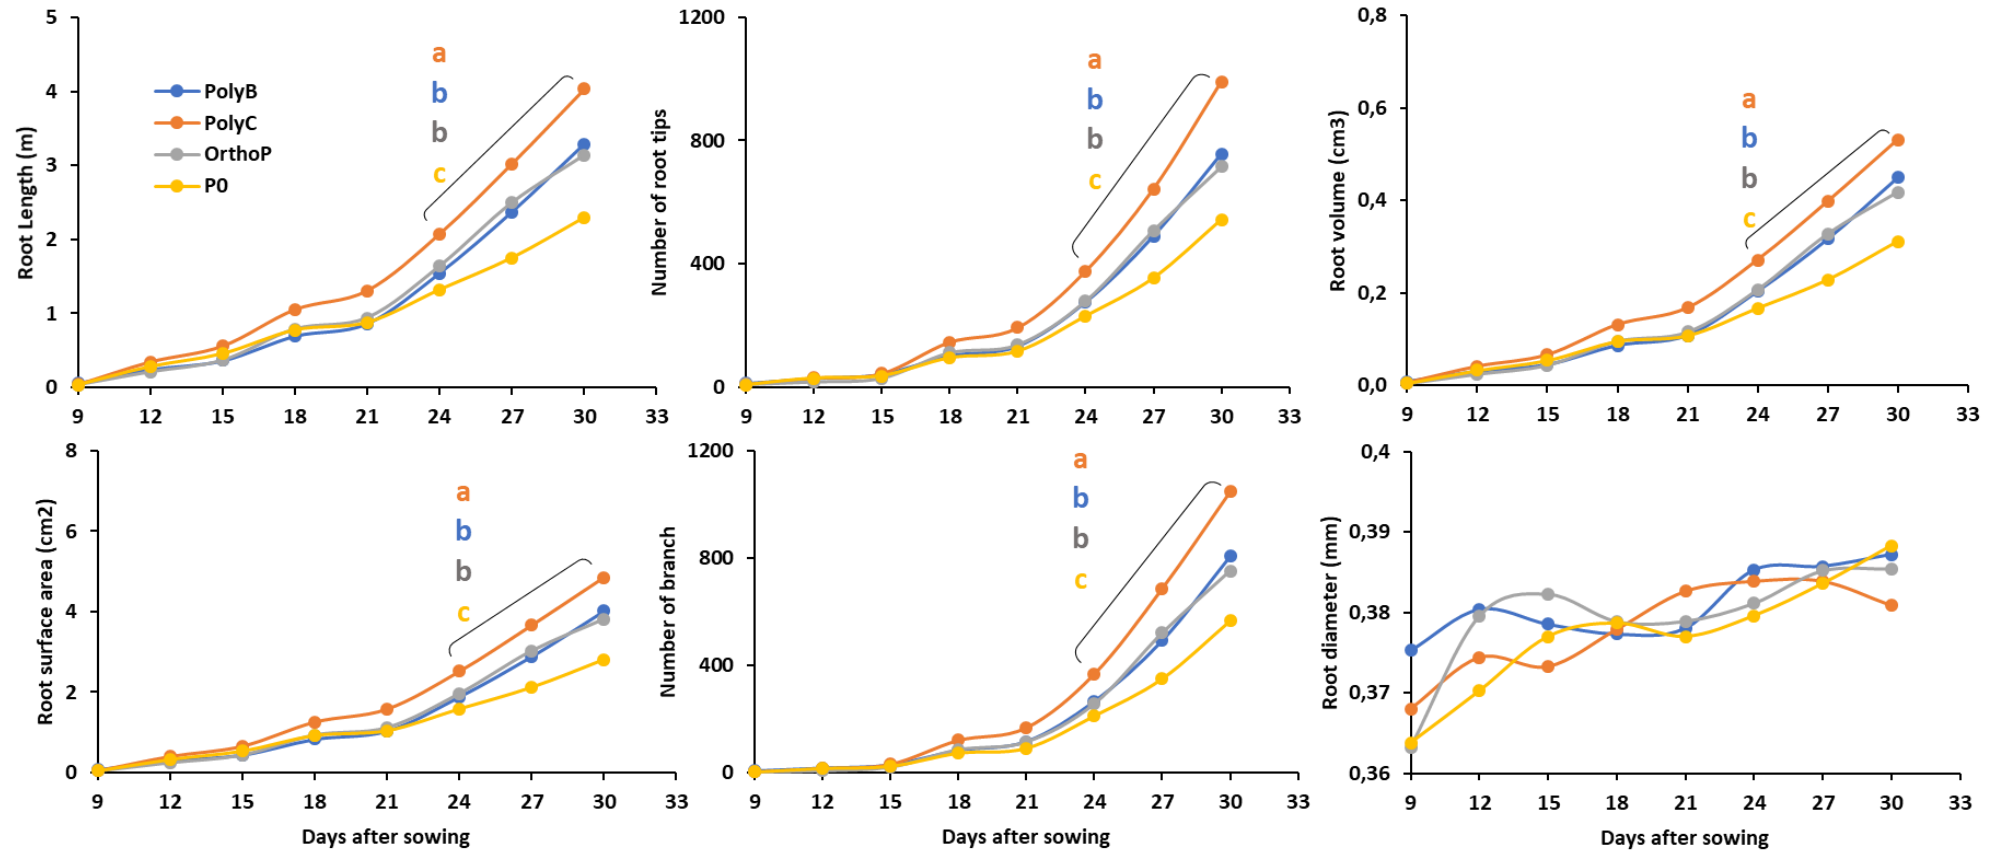 Root Length (m)
5
4
3
2
1
0
9 12 15 18 21 24 27 30 33
PolyB
PolyC
OrthoP
P0
a
b
b
c
Number of root tips
1200
800
400
0
9 12 15 18 21 24 27 30 33
a
b
b
c
Root volume (cm3)
0,8
0,6
0,4
0,2
0,0
9 12 15 18 21 24 27 30 33
a
b
b
c
Root surface area (cm2)
8
6
4
2
0
9 12 15 18 21 24 27 30 33
Days after sowing
a
b
b
c
Number of branch
1200
800
400
0
9 12 15 18 21 24 27 30 33
Days after sowing
a
b
b
c
Root diameter (mm)
0,4
0,39
0,38
0,37
0,36
9 12 15 18 21 24 27 30 33
Days after sowing